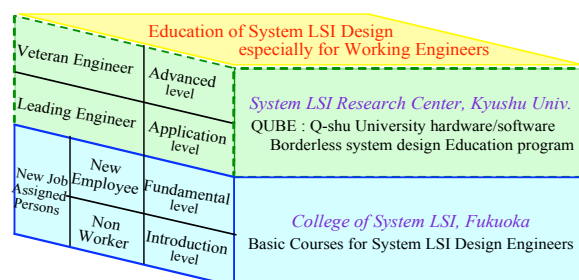 Education of System LSI Design
especially for Working Engineers
Veteran Engineer
Advanced
level
Leading Engineer
Application
level
System LSI Research Center, Kyushu Univ.
QUBE : Q-shu University hardware/software
Borderless system design Education program
New Job
Assigned
Persons
New
Employee
Fundamental
level
Non
Worker
Introduction
level
College of System LSI, Fukuoka
Basic Courses for System LSI Design Engineers